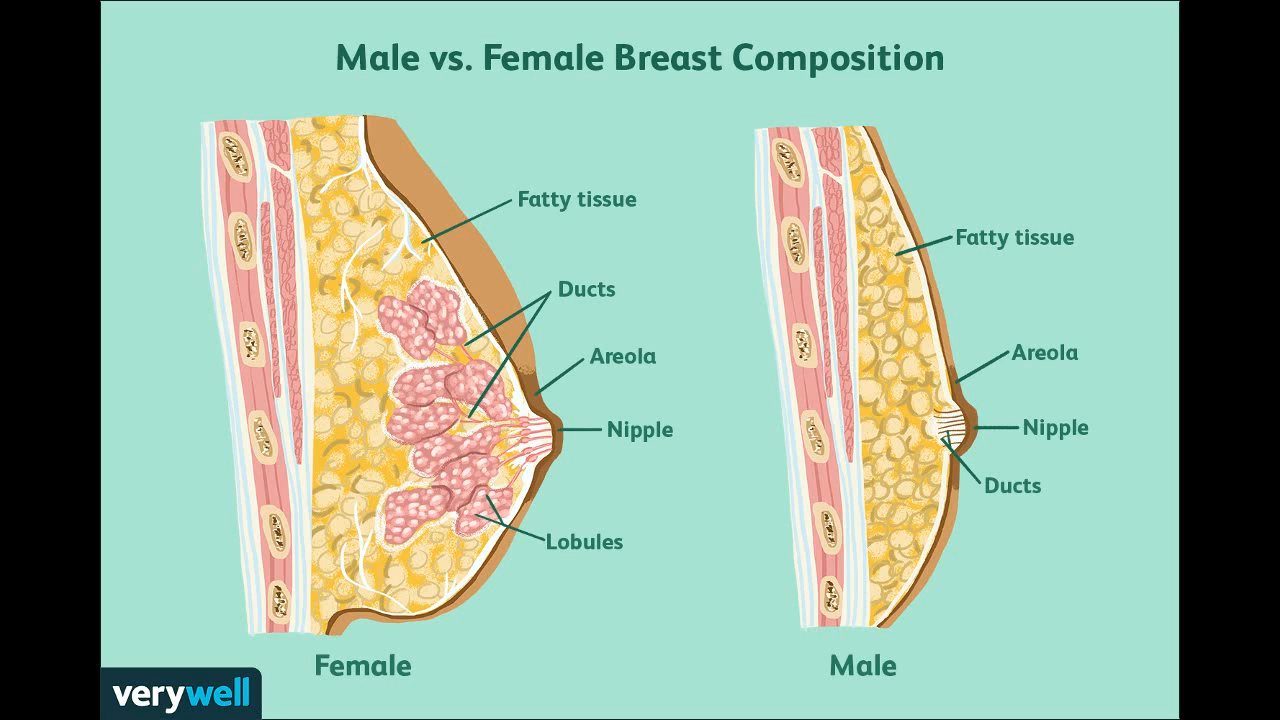 Male vs. Female Breast Composition
Fatty tissue
Ducts
Areola
Nipple
Lobules
Female
Fatty tissue
Areola
Nipple
Ducts
Male
verywell